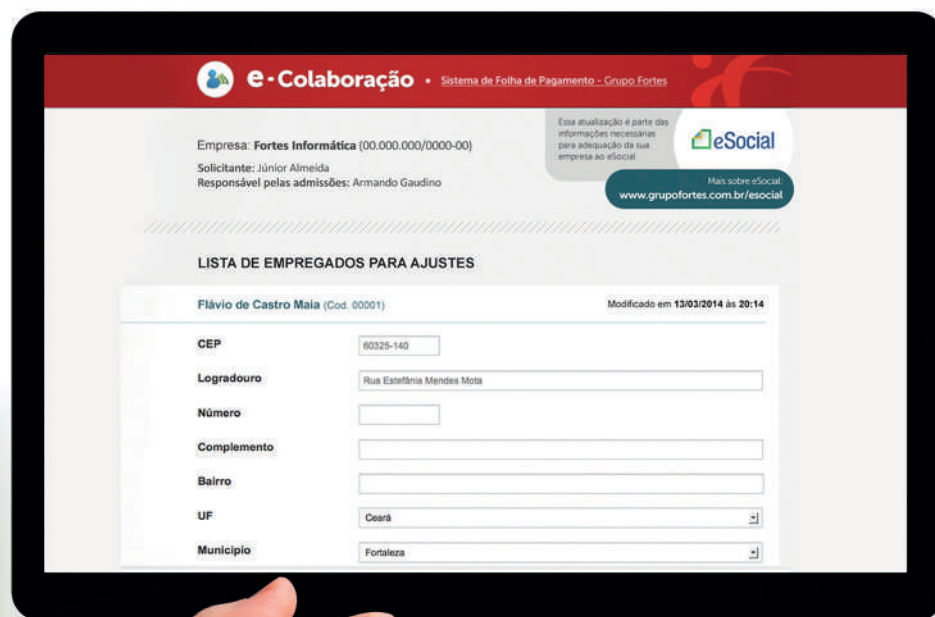 e-Colaboração • Sistema de Folha de Pagamento - Grupo Fortes
Empresa: Fortes Informática (00.000.000/0000-00)
Solicitante: Júnior Almeida
Responsável pelas admissões: Armando Gaudino
Essa atualização é parte das
informações necessárias
para adequação da sua
empresa ao eSocial.
eSocial
Mais sobre eSocial:
www.grupofortes.com.br/esocial
LISTA DE EMPREGADOS PARA AJUSTES
Flávio de Castro Maia (Cod. 00001)
Modificado em 13/03/2014 às 20:14
CEP
60325-140
Logradouro
Rua Estefânia Mendes Mota
Número
Complemento
Bairro
UF
Ceará
Municipio
Fortaleza